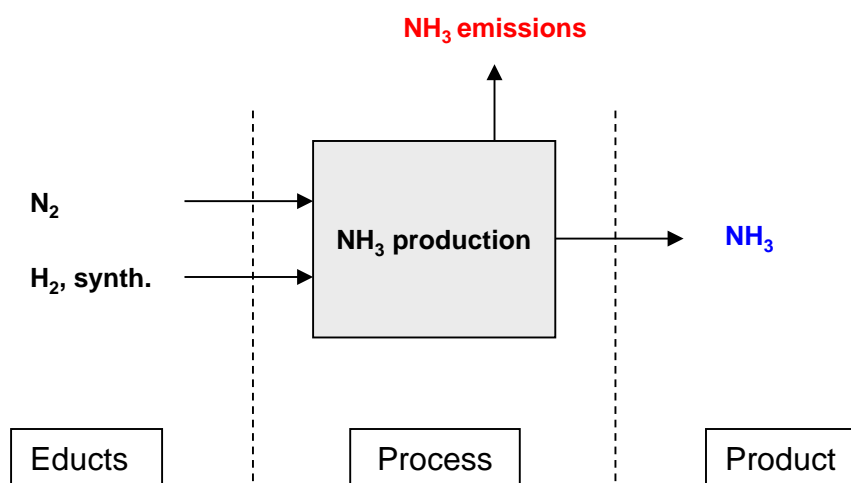 NH₃ emissions
N₂
NH₃ production
NH₃
H₂, synth.
Educts
Process
Product